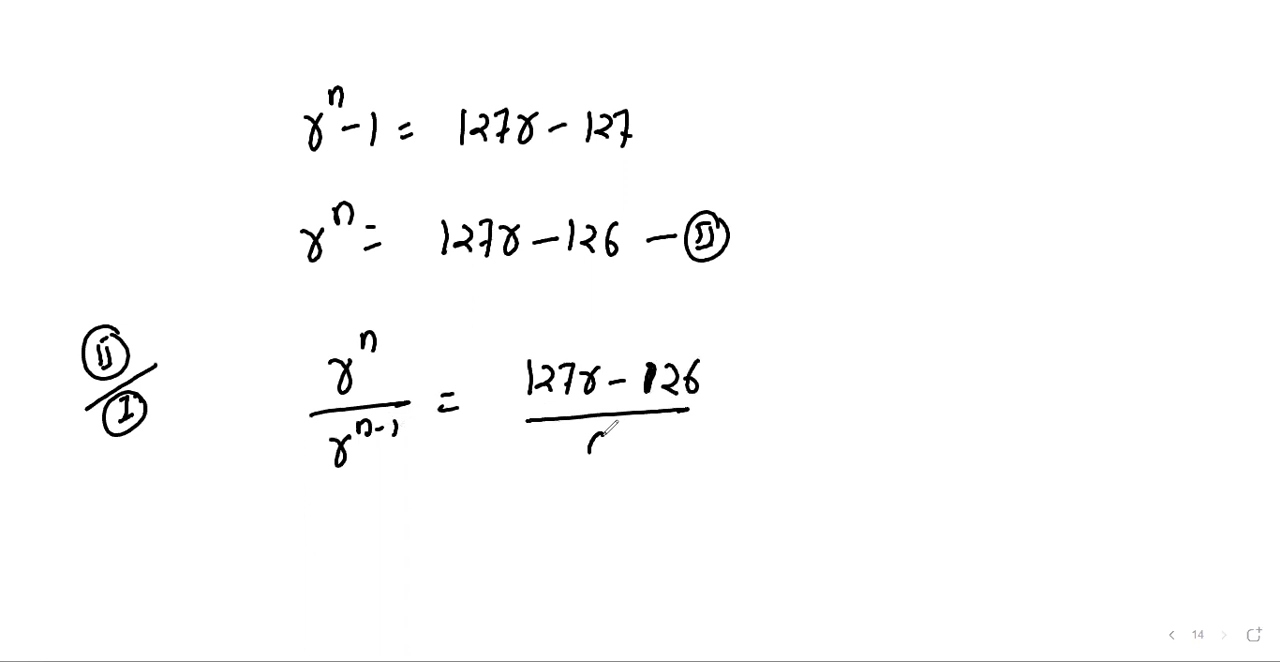 r^n - 1 = 127r - 127
r^n = 127r - 126 - (II)
(II)/(I) r^n / r^(n-1) = 127r - 126 /
14